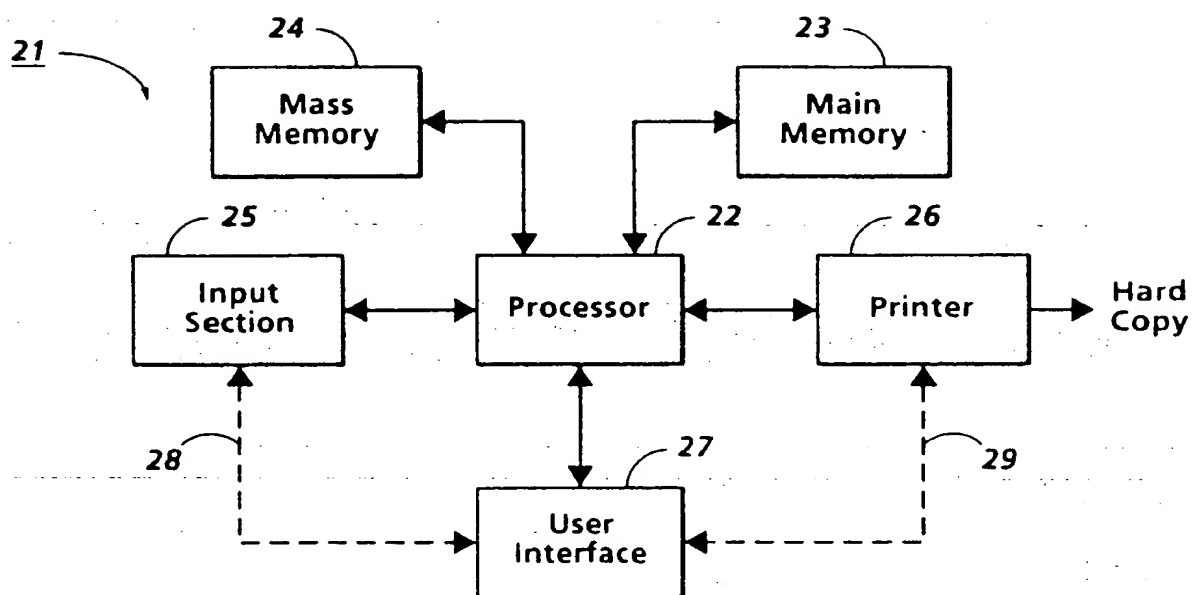 24
23
21
Mass
Memory
Main
Memory
25
22
26
Input
Section
Processor
Printer
Hard
Copy
28
27
29
User
Interface